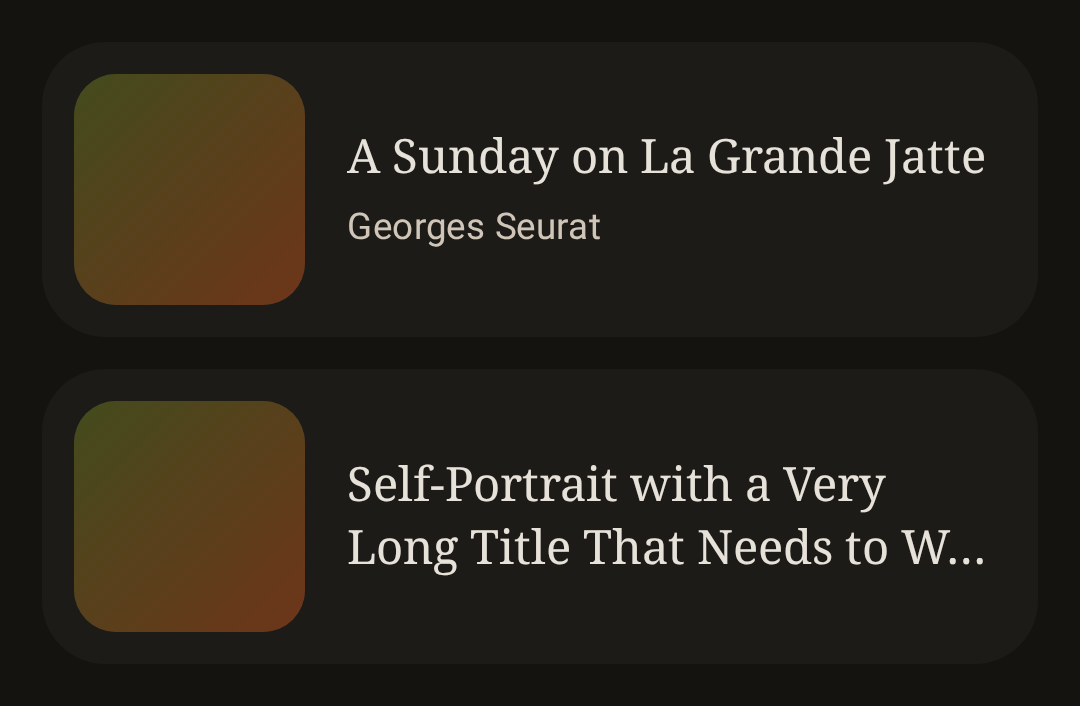 A Sunday on La Grande Jatte
Georges Seurat
Self-Portrait with a Very
Long Title That Needs to W...